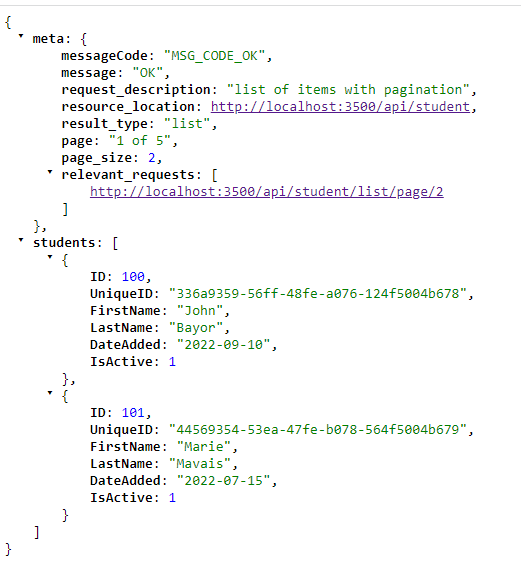 {
meta: {
messageCode: "MSG_CODE_OK",
message: "OK",
request_description: "list of items with pagination",
resource_location: http://localhost:3500/api/student,
result_type: "list",
page: "1 of 5",
page_size: 2,
relevant_requests: [
http://localhost:3500/api/student/list/page/2
]
},
students: [
{
ID: 100,
UniqueID: "336a9359-56ff-48fe-a076-124f5004b678",
FirstName: "John",
LastName: "Bayor",
DateAdded: "2022-09-10",
IsActive: 1
},
{
ID: 101,
UniqueID: "44569354-53ea-47fe-b078-564f5004b679",
FirstName: "Marie",
LastName: "Mavais",
DateAdded: "2022-07-15",
IsActive: 1
}
]
}